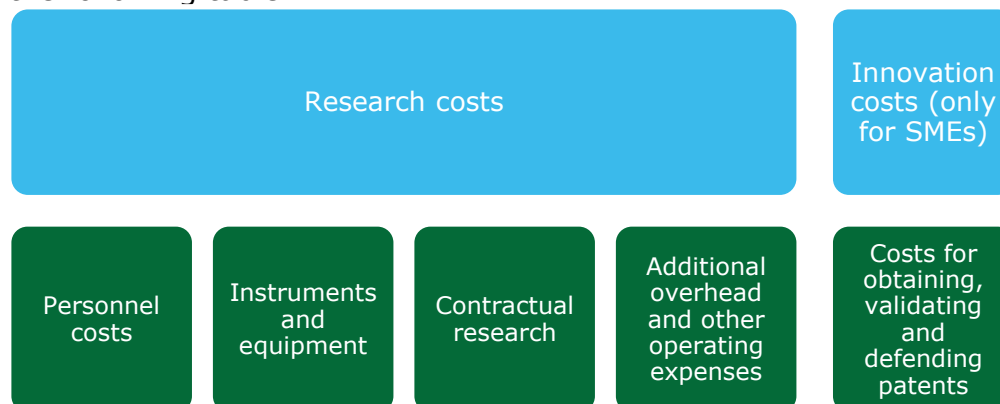 Research costs
Innovation
costs (only
for SMEs)
Personnel
costs
Instruments
and
equipment
Contractual
research
Additional
overhead
and other
operating
expenses
Costs for
obtaining,
validating
and
defending
patents